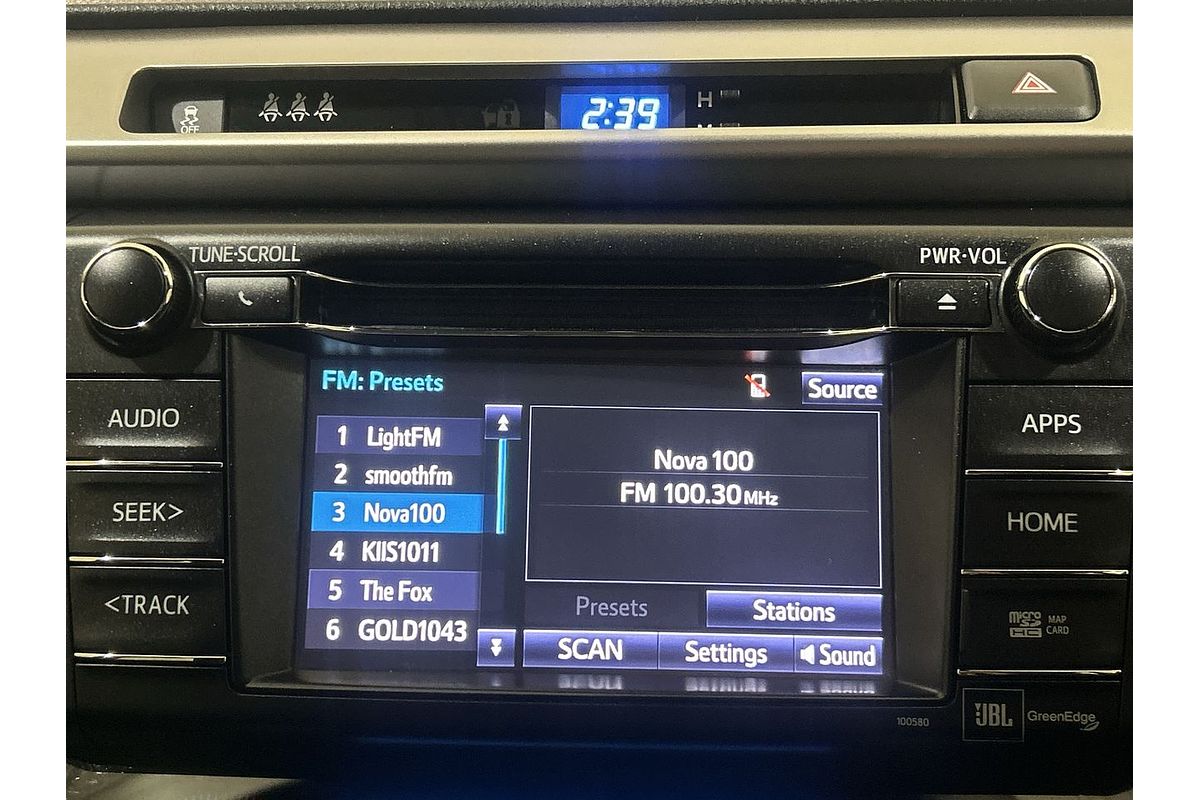 OFF
2:39
H
TUNE·SCROLL
PWR·VOL
AUDIO
SEEK>
<TRACK
FM: Presets
Source
1 LightFM
2 smoothfm
3 Nova100
4 KIIS1011
5 The Fox
6 GOLD1043
Nova 100
FM 100.30 MHz
Presets
Stations
SCAN
Settings
Sound
APPS
HOME
micro SD HC
MAP
CARD
100580
JBL
GreenEdge